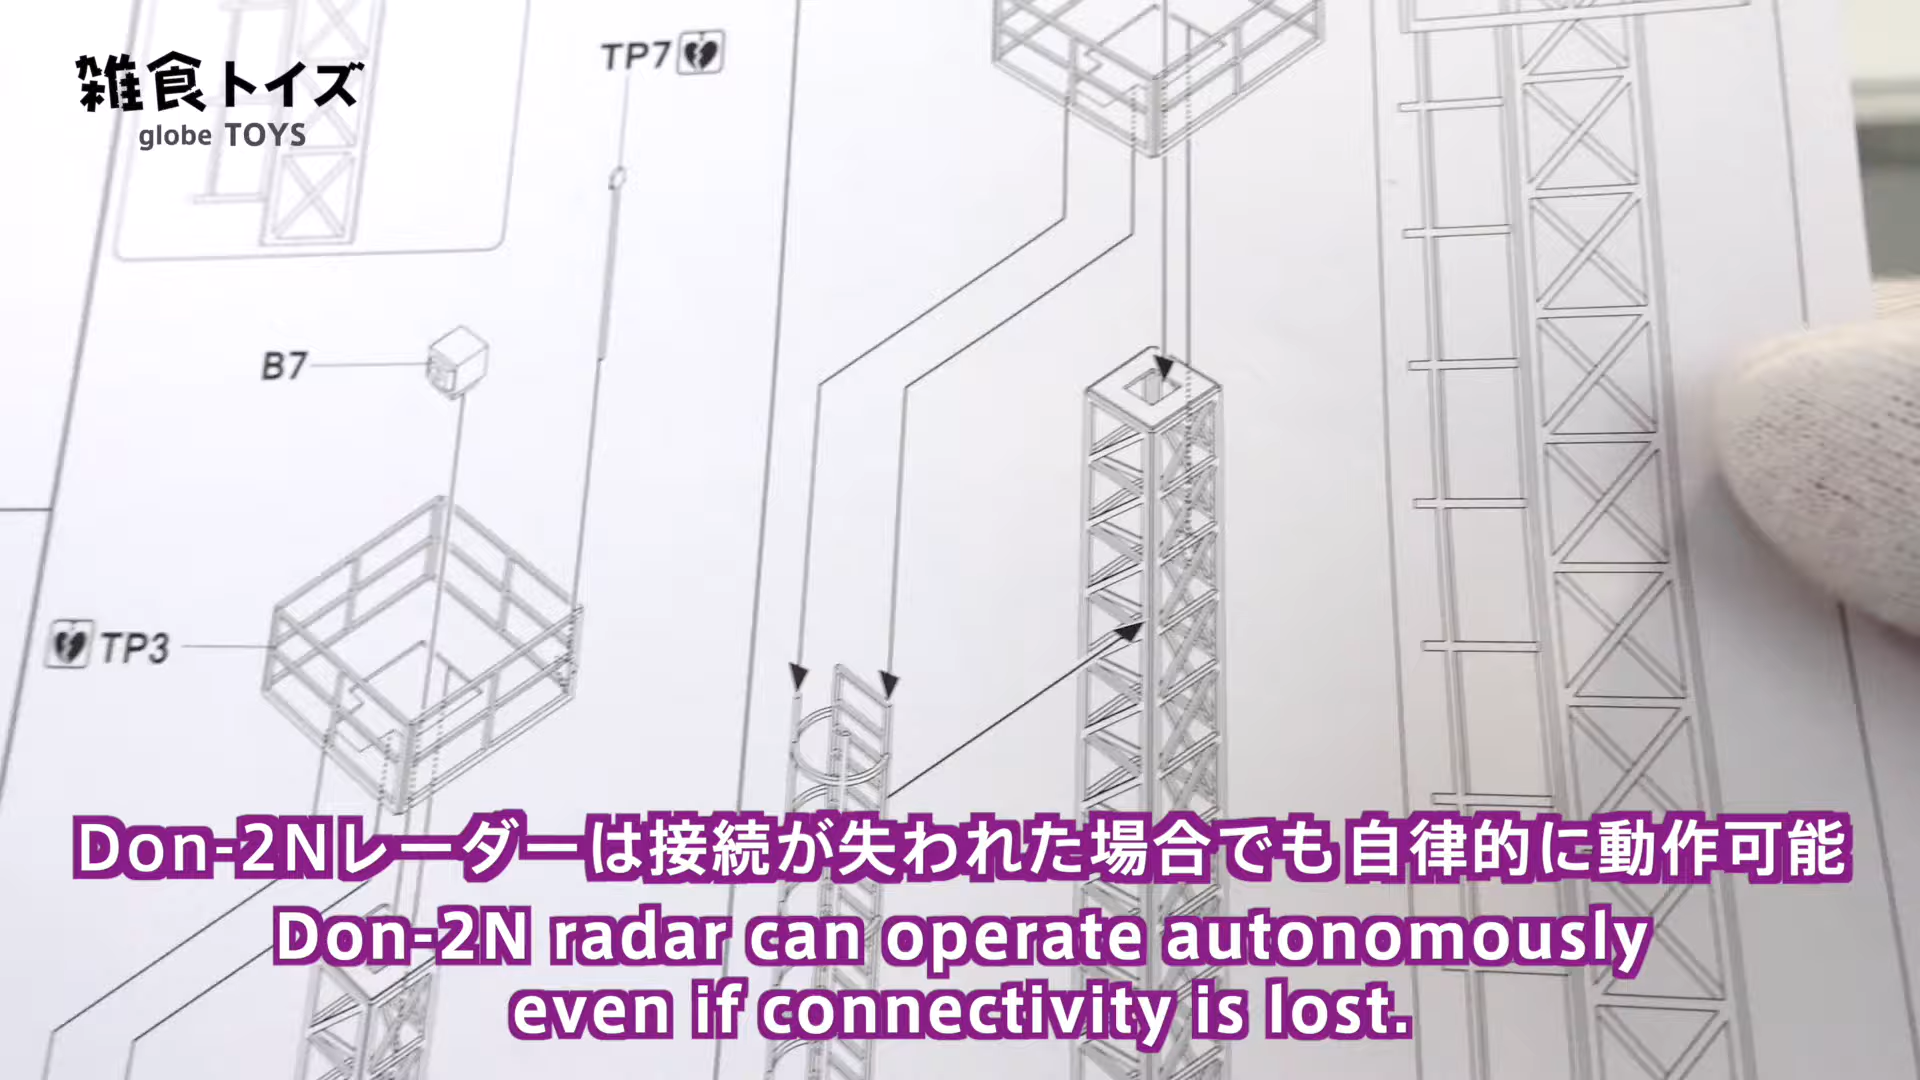 雑食トイズ
globe TOYS
TP7
B7
TP3
Don-2Nレーダーは接続が失われた場合でも自律的に動作可能
Don-2N radar can operate autonomously
even if connectivity is lost.